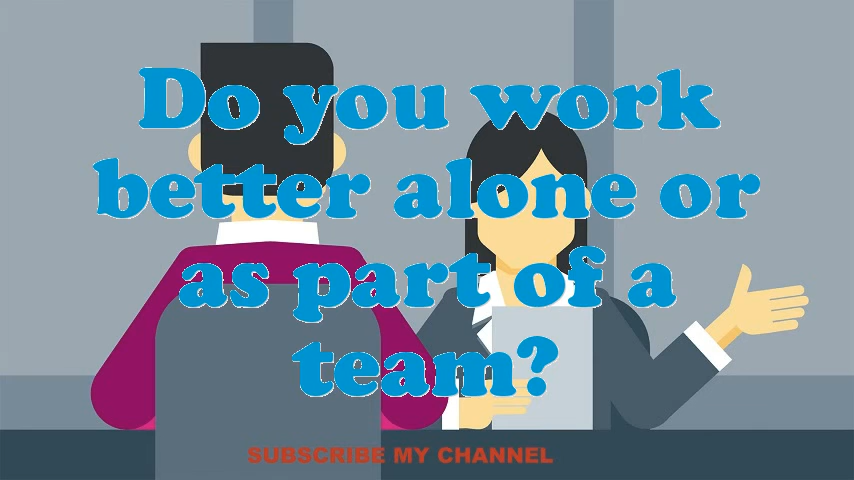 Do you work
better alone or
as part of a
team?
SUBSCRIBE MY CHANNEL